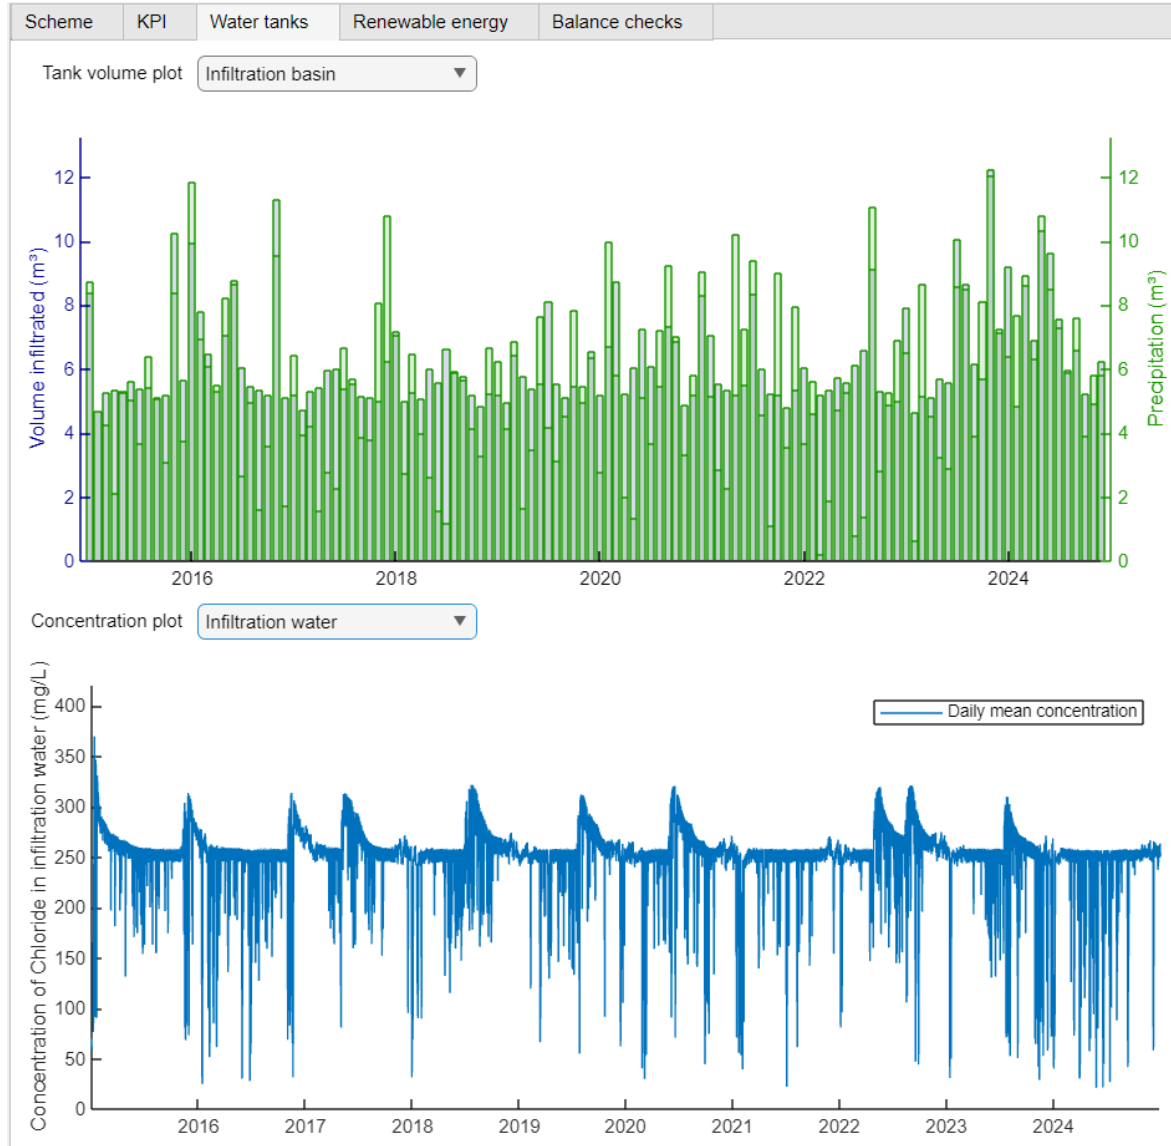 Scheme KPI Water tanks Renewable energy Balance checks
Tank volume plot Infiltration basin
Volume infiltrated (m³)
12
10
8
6
4
2
0
Precipitation (m³)
12
10
8
6
4
2
0
2016 2018 2020 2022 2024
Concentration plot Infiltration water
Concentration of Chloride in infiltration water (mg/L)
400
350
300
250
200
150
100
50
0
Daily mean concentration
2016 2017 2018 2019 2020 2021 2022 2023 2024